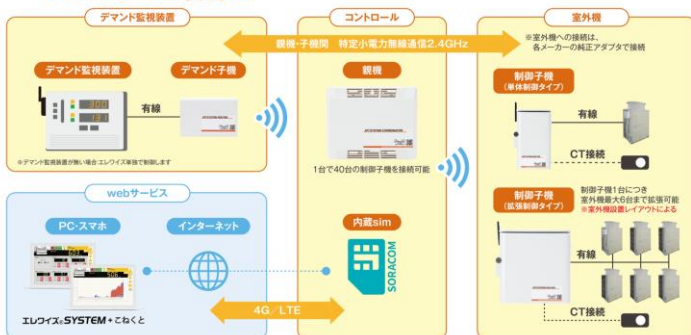 デマンド監視装置
コントロール
室外機
親機・子機間 特定小電力無線通信2.4GHz
※室外機への接続は、
各メーカーの純正アダプタで接続
デマンド監視装置
デマンド子機
有線
※デマンド監視装置が無い場合エレワイズ単独で制御します
親機
1台で40台の制御子機を接続可能
制御子機
(単体制御タイプ)
有線
CT接続
制御子機
(拡張制御タイプ)
制御子機1台につき
室外機最大6台まで拡張可能
※室外機設置レイアウトによる
有線
CT接続
webサービス
PC・スマホ
インターネット
エレワイズ®SYSTEM+こねくと
内蔵sim
SORACOM
4G/LTE